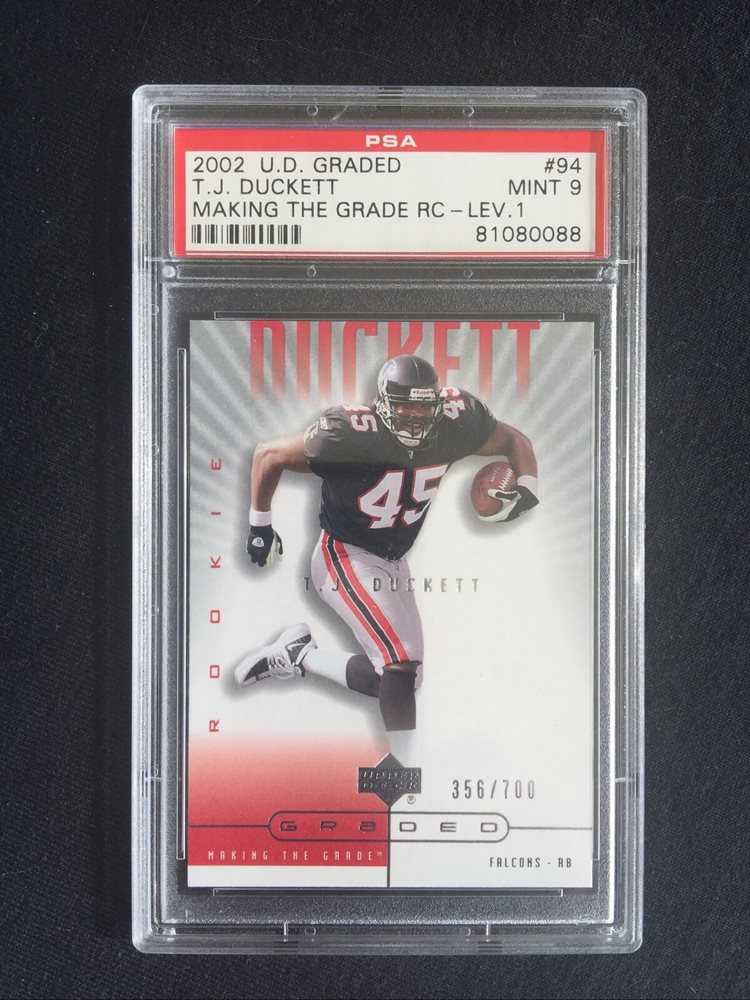 PSA
2002 U.D. GRADED #94
T.J. DUCKETT MINT 9
MAKING THE GRADE RC - LEV.1
81080088
DUCKETT
45
45
45
ROOKIE
T.J. DUCKETT
UPPER
DECK
®
356/700
GRADED
MAKING THE GRADE™
FALCONS - RB